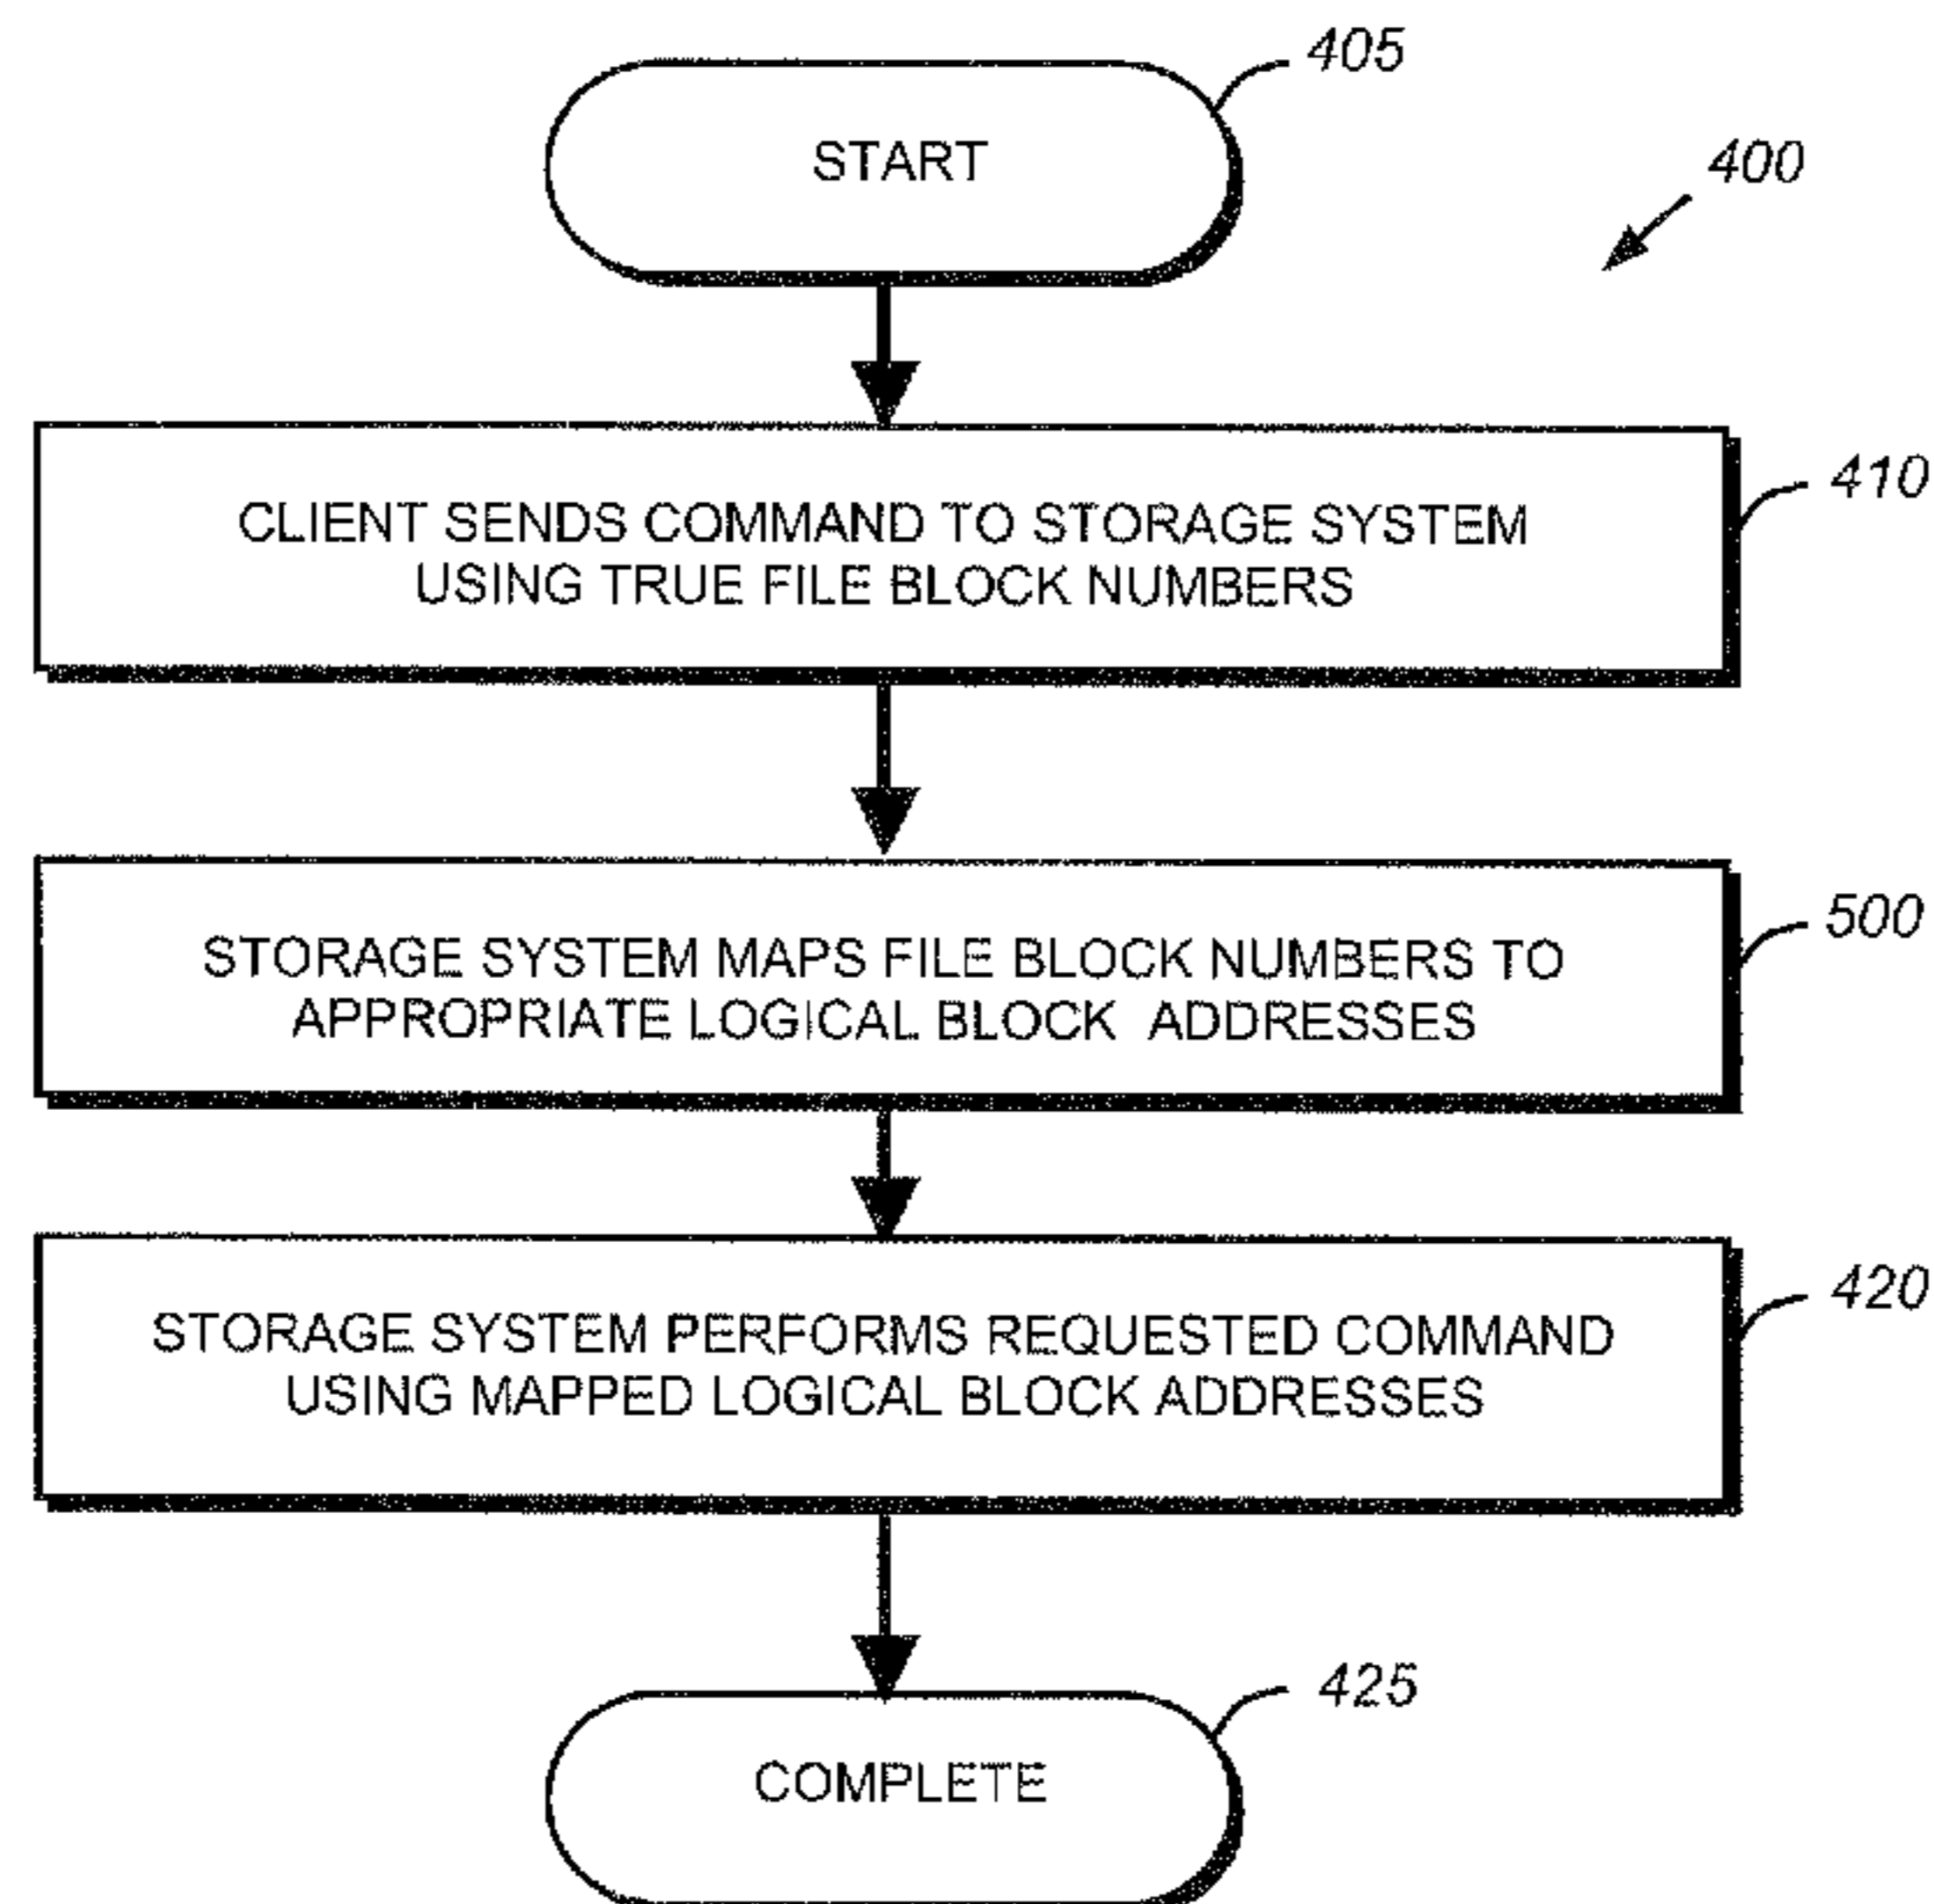 405
START
400
CLIENT SENDS COMMAND TO STORAGE SYSTEM
USING TRUE FILE BLOCK NUMBERS
410
STORAGE SYSTEM MAPS FILE BLOCK NUMBERS TO
APPROPRIATE LOGICAL BLOCK ADDRESSES
500
STORAGE SYSTEM PERFORMS REQUESTED COMMAND
USING MAPPED LOGICAL BLOCK ADDRESSES
420
425
COMPLETE